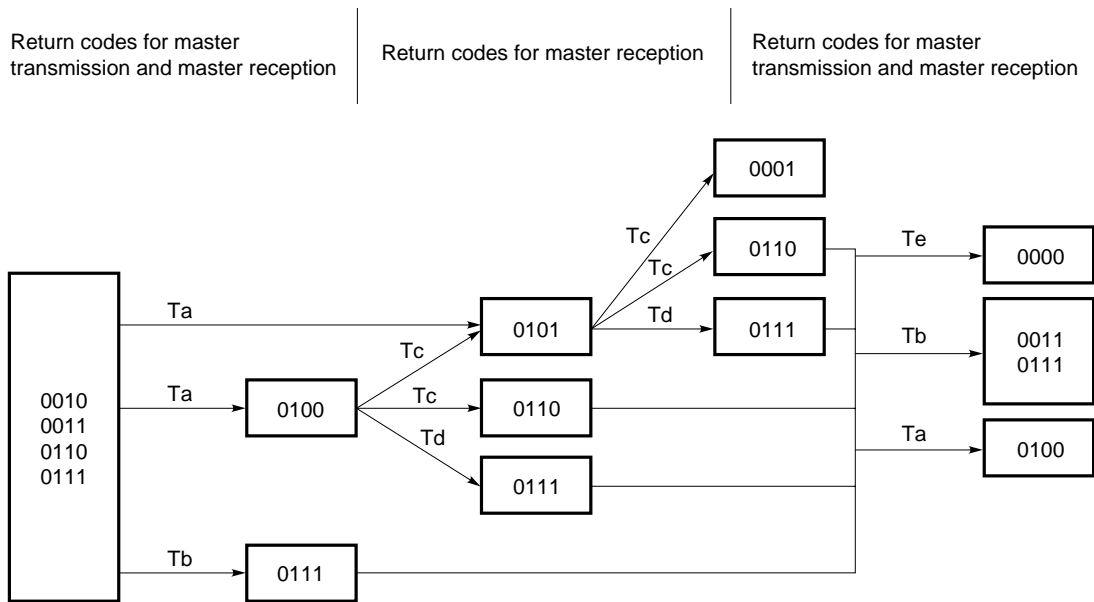 Return codes for master
transmission and master reception
Return codes for master reception
Return codes for master
transmission and master reception
0001
Tc
0110
Te
0000
Tc
Ta
0101
Td
0111
Tb
0011
0111
Tc
0010
0011
0110
0111
Ta
0100
Tc
0110
Td
Ta
0100
0111
Tb
0111